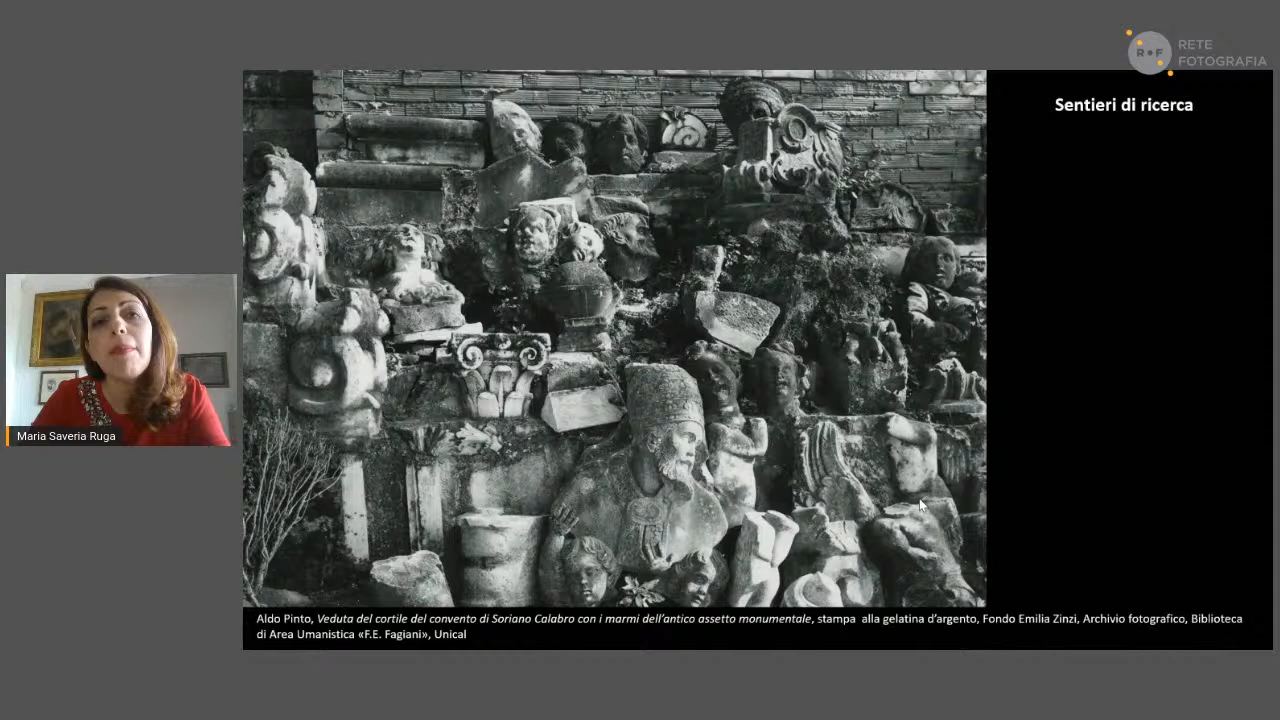 R●F
RETE
FOTOGRAFIA
Sentieri di ricerca
Maria Saveria Ruga
Aldo Pinto, Veduta del cortile del convento di Soriano Calabro con i marmi dell'antico assetto monumentale, stampa alla gelatina d'argento, Fondo Emilia Zinzi, Archivio fotografico, Biblioteca
di Area Umanistica «F.E. Fagiani», Unical